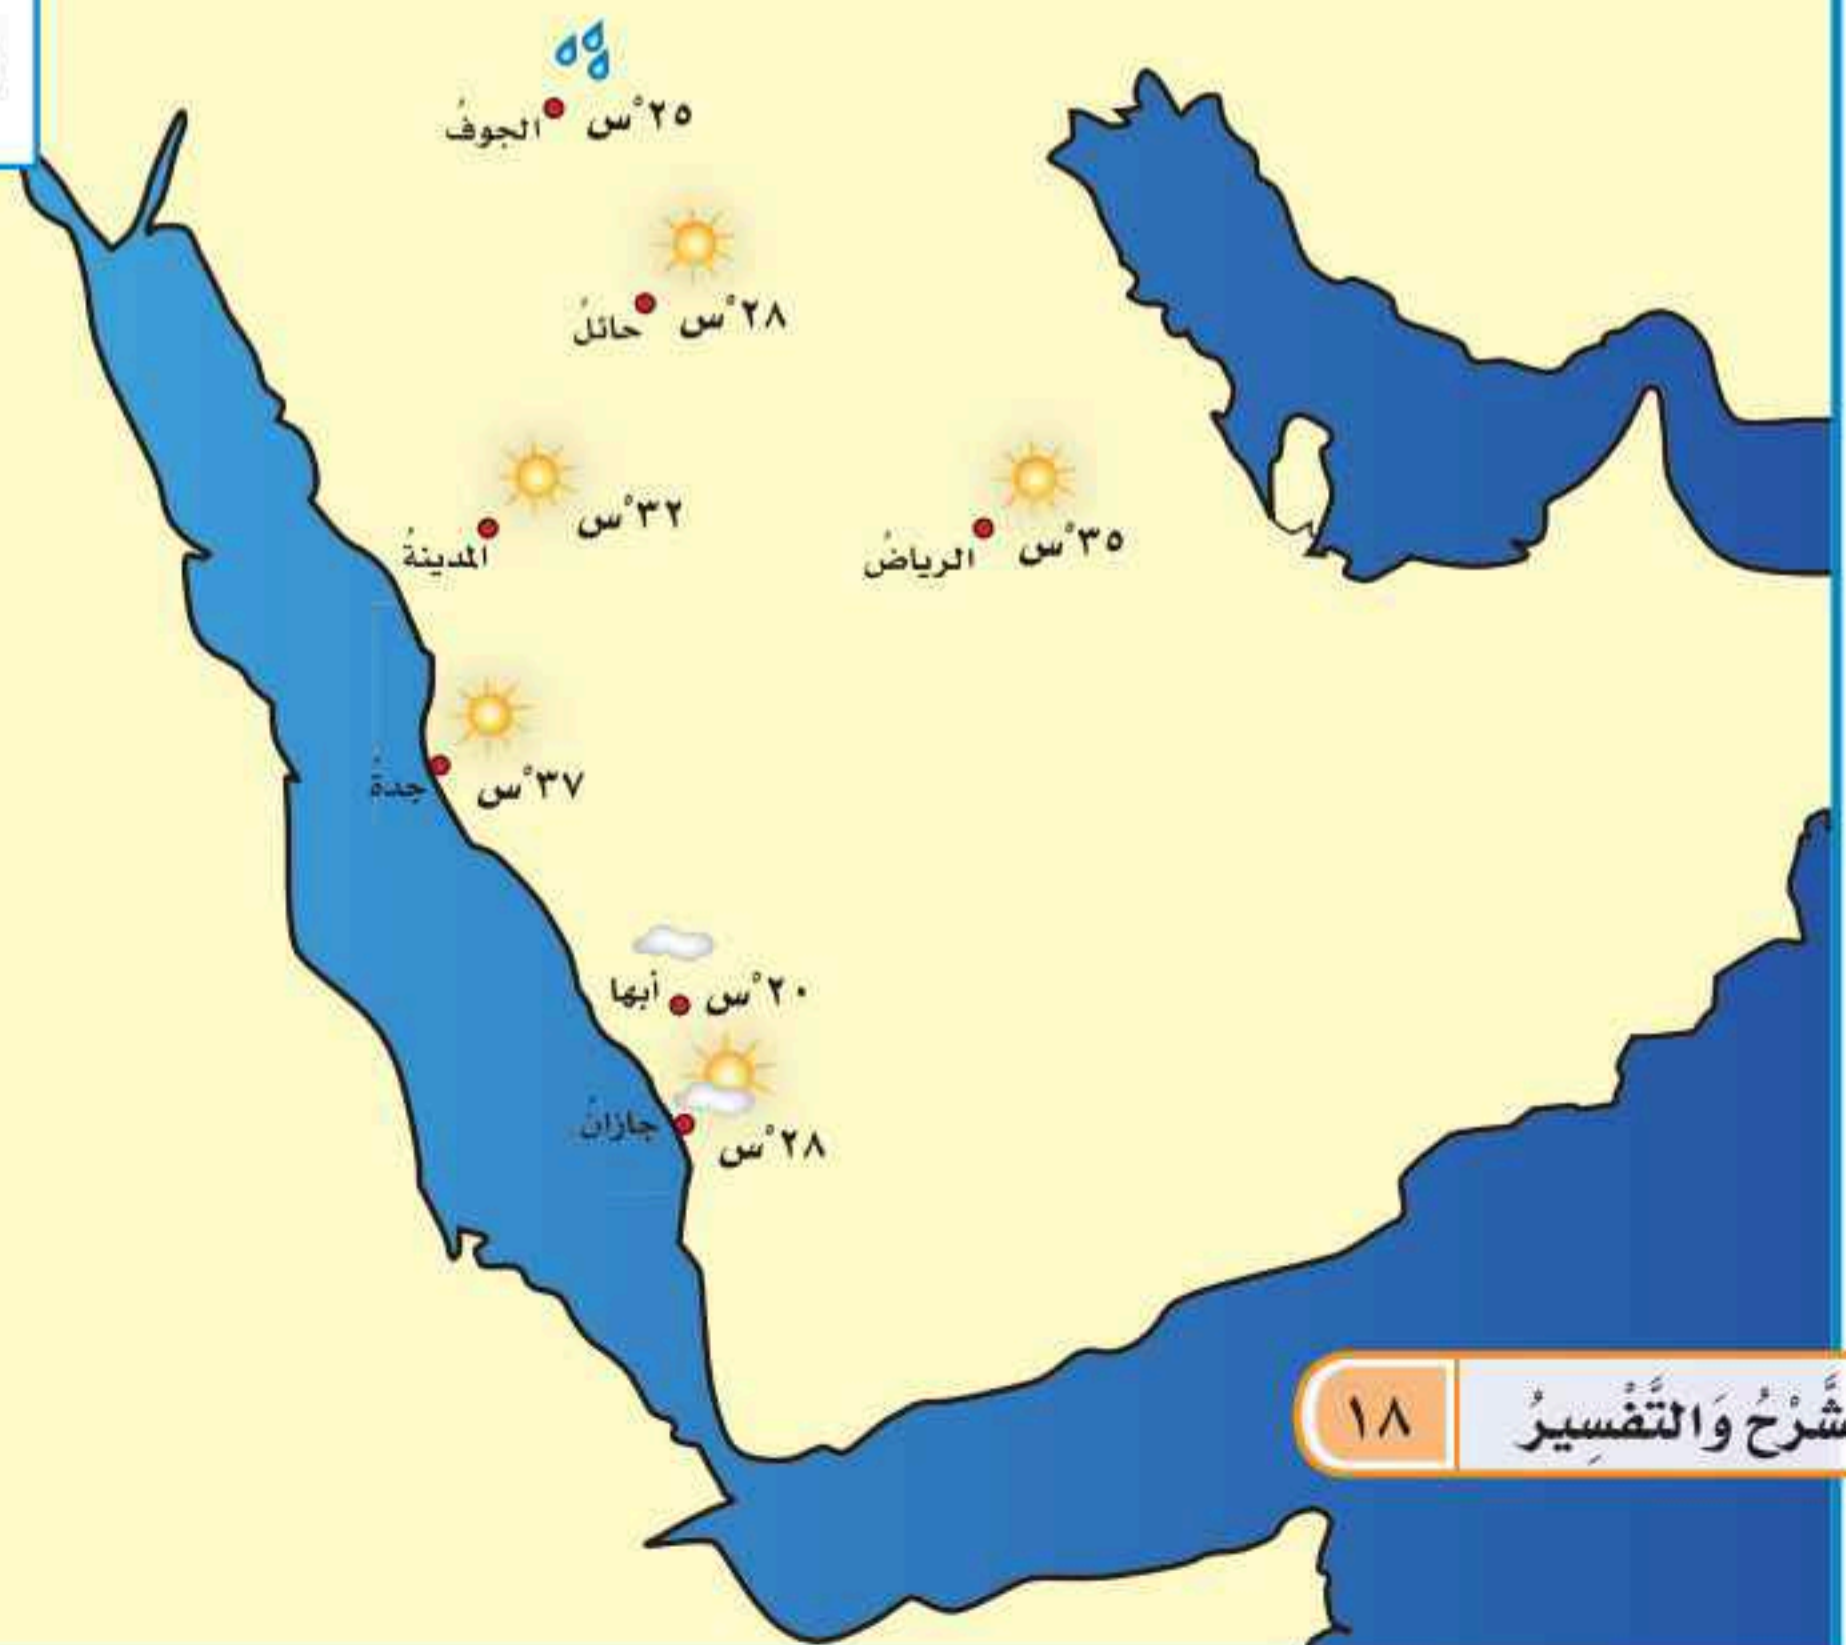 ٢٥°س
الجوفُ
٢٨°س
حائلُ
٣٢°س
المدينةُ
٣٥°س
الرياضُ
٣٧°س
جدةُ
٢٠°س
أبها
٢٨°س
جازانُ
شَّرْحُ وَالتَّفْسِيرُ
١٨